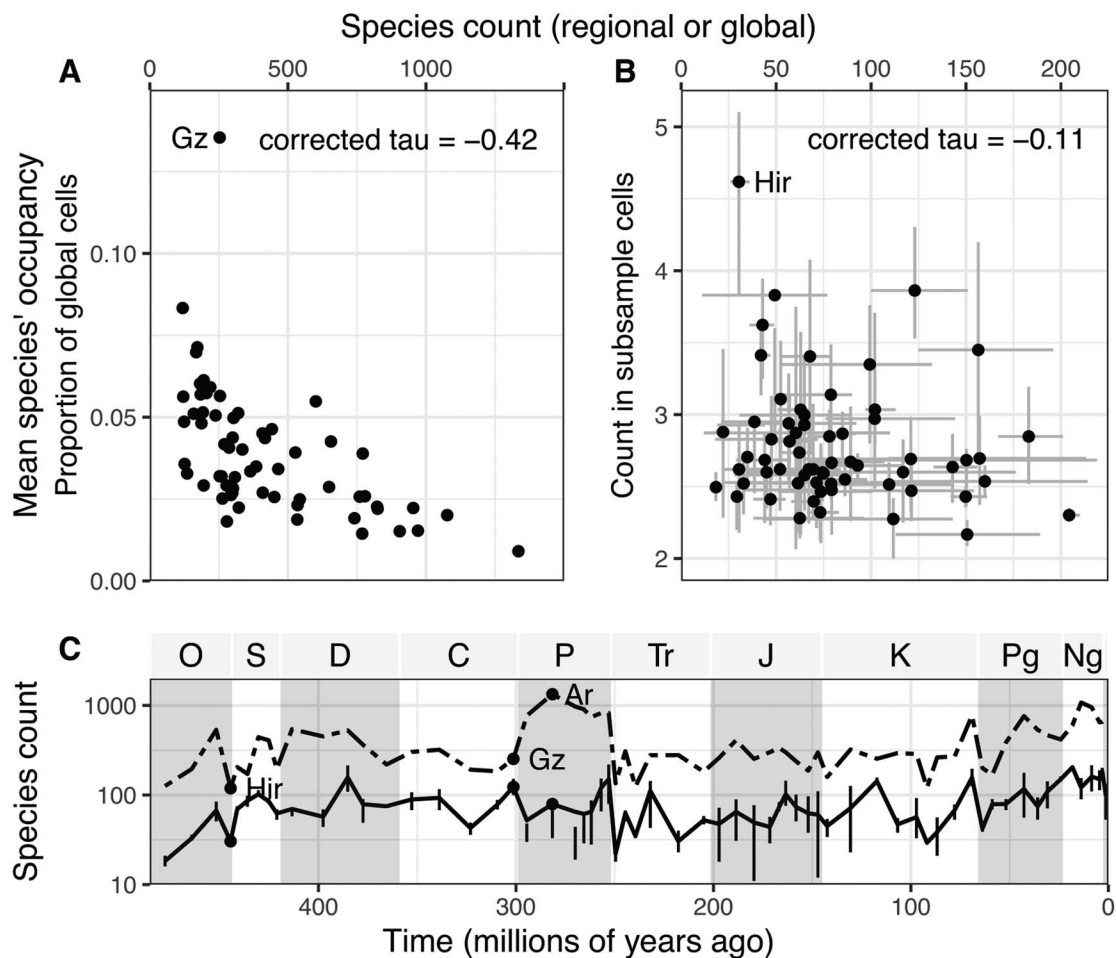 Species count (regional or global)
A
0 500 1000
B
0 50 100 150 200
Gz
corrected tau = −0.42
corrected tau = −0.11
Hir
Mean species' occupancy
Proportion of global cells
0.10
0.05
0.00
Count in subsample cells
5
4
3
2
C
O S D C P Tr J K Pg Ng
Species count
1000
100
10
Ar
Gz
Hir
400 300 200 100 0
Time (millions of years ago)